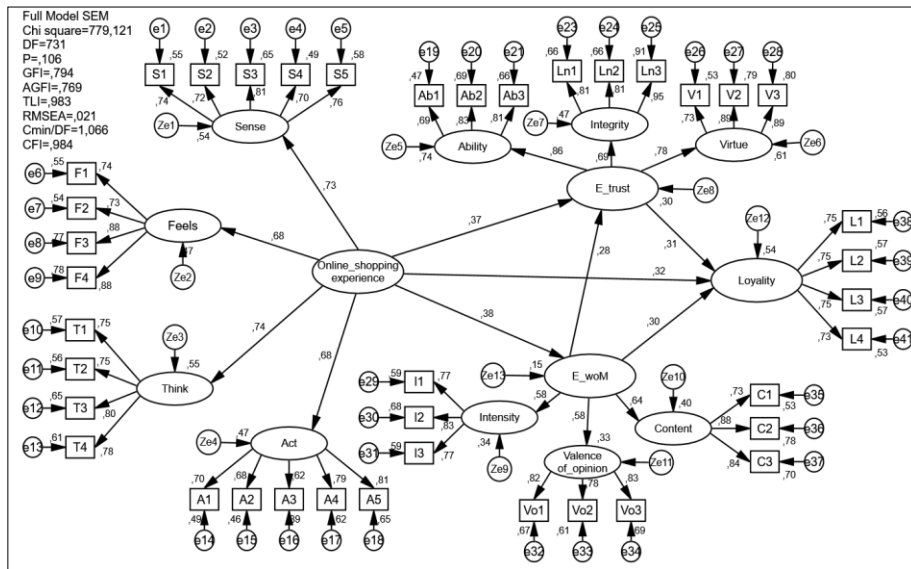 Full Model SEM
Chi square=779,121
DF=731
P=,106
GFI=,794
AGFI=,769
TLI=,983
RMSEA=,021
Cmin/DF=1,066
CFI=,984
e1 e2 e3 e4 e5
,55 ,52 ,65 ,49 ,58
S1 S2 S3 S4 S5
,74 ,72 ,81 ,70 ,76
Ze1
Sense
,54
,73
e19 e20 e21
,47 ,69 ,66
Ab1 Ab2 Ab3
,69 ,83 ,81
Ze5
,74
Ability
,86
e23 e24 e25
,66 ,66 ,91
Ln1 Ln2 Ln3
,81 ,81 ,95
Ze7
,47
Integrity
,69
e26 e27 e28
,53 ,79 ,80
V1 V2 V3
,73 ,89 ,89
Virtue
Ze6
,61
,78
E_trust
Ze8
,30
e6 ,55 F1 ,74
e7 ,54 F2 ,73
e8 ,77 F3 ,88
e9 ,78 F4 ,88
Feels
,47
Ze2
,68
Online_shopping
experience
,37
,32
,28
,31
,38
,30
Ze12
,54
Loyality
,75 L1 ,56 e38
,75 L2 ,57 e39
,75 L3 ,57 e40
,73 L4 ,53 e41
e10 ,57 T1 ,75
e11 ,56 T2 ,75
e12 ,65 T3 ,80
e13 ,61 T4 ,78
Ze3
,55
Think
,74
,68
Ze4
,47
Act
,70 ,68 ,62 ,79 ,81
A1 A2 A3 A4 A5
,49 ,46 ,62 ,65
e14 e15 e16 e17 e18
Ze13
,15
E_woM
,58
,58
,64
e29 ,59 I1 ,77
e30 ,68 I2 ,83
e31 ,59 I3 ,77
Intensity
,34
Ze9
Ze10
,40
Content
,73 C1 ,53 e35
,88 C2 ,78 e36
,84 C3 ,70 e37
,33
Valence
of_opinion
Ze11
,82 ,78 ,83
Vo1 Vo2 Vo3
,67 ,61 ,69
e32 e33 e34